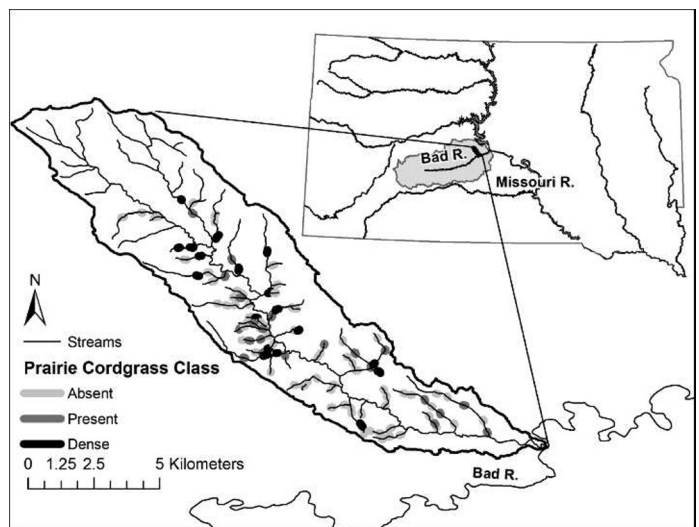 Bad R.
Missouri R.
N
Streams
Prairie Cordgrass Class
Absent
Present
Dense
0 1.25 2.5 5 Kilometers
Bad R.